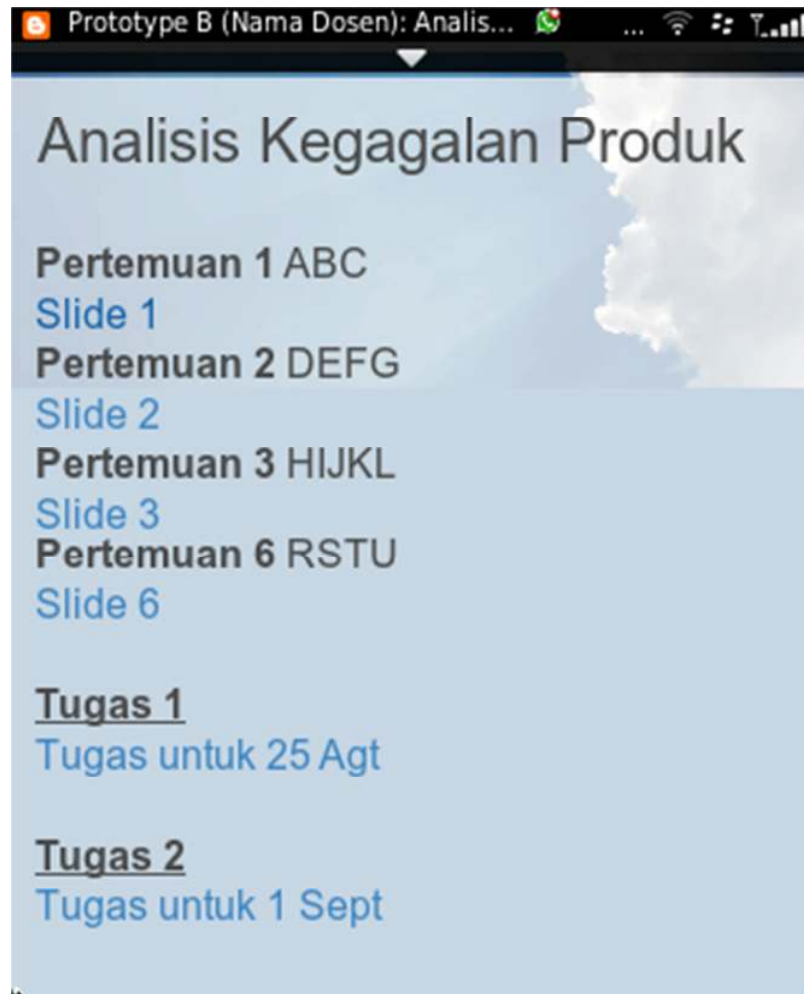 Prototype B (Nama Dosen): Analis... ...
Analisis Kegagalan Produk
Pertemuan 1 ABC
Slide 1
Pertemuan 2 DEFG
Slide 2
Pertemuan 3 HIJKL
Slide 3
Pertemuan 6 RSTU
Slide 6
Tugas 1
Tugas untuk 25 Agt
Tugas 2
Tugas untuk 1 Sept